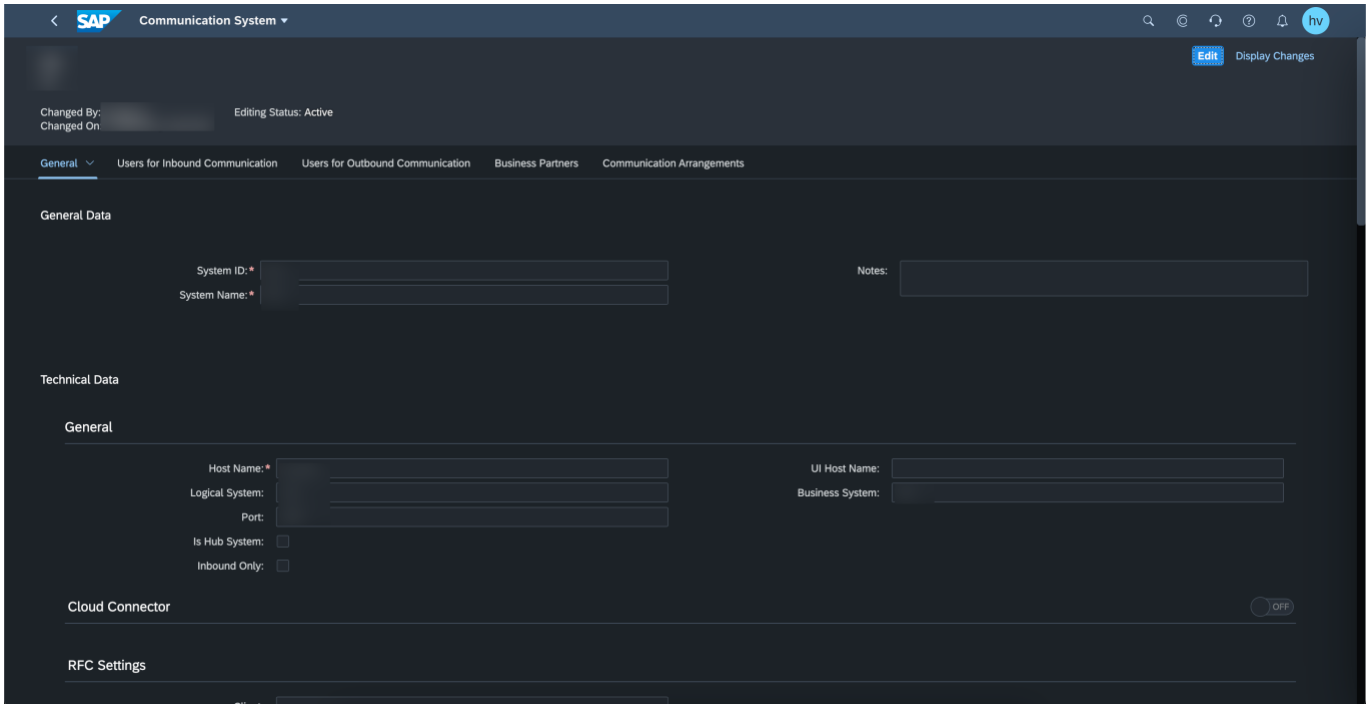 SAP Communication System
hv
Edit Display Changes
Changed By: Editing Status: Active
Changed On
General Users for Inbound Communication Users for Outbound Communication Business Partners Communication Arrangements
General Data
System ID:* Notes:
System Name:*
Technical Data
General
Host Name:* UI Host Name:
Logical System: Business System:
Port:
Is Hub System:
Inbound Only:
Cloud Connector OFF
RFC Settings